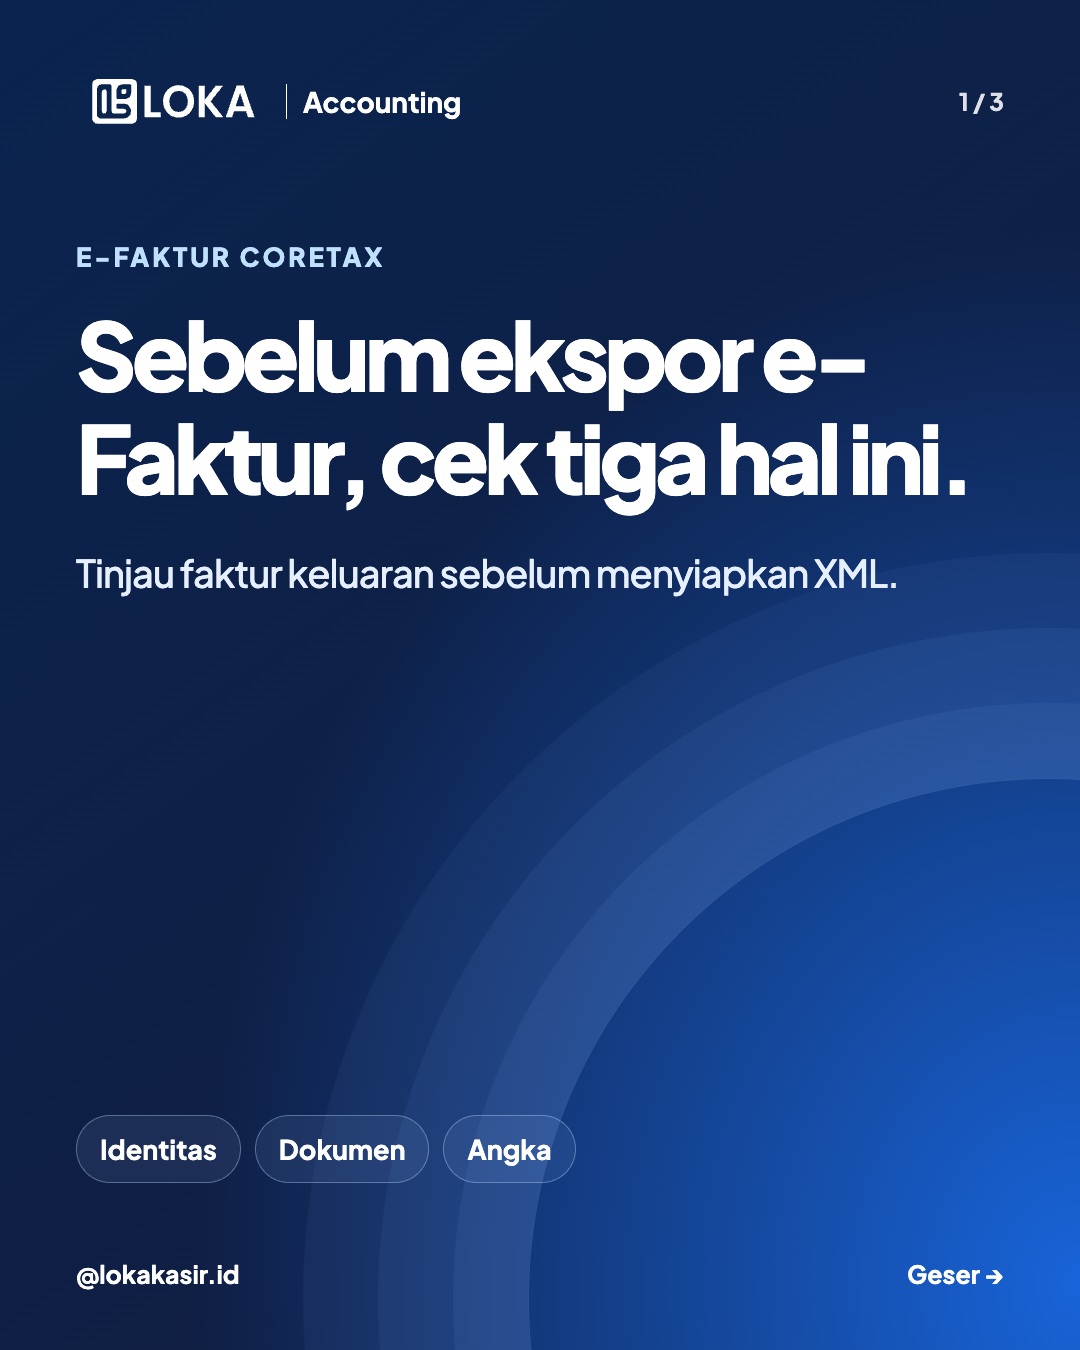 LOKA | Accounting
1/3
E-FAKTUR CORETAX
Sebelum ekspor e-
Faktur, cek tiga hal ini.
Tinjau faktur keluaran sebelum menyiapkan XML.
Identitas Dokumen Angka
@lokakasir.id
Geser →